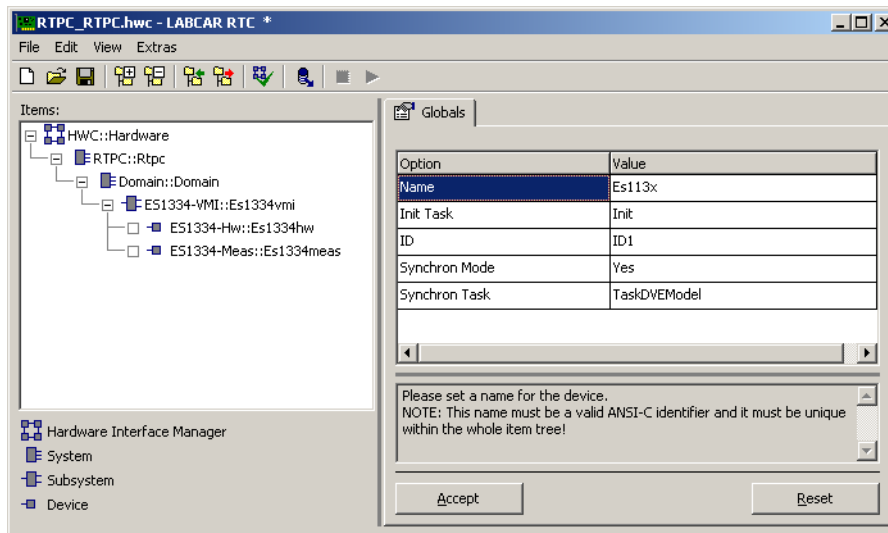 RTPC_RTPC.hwc - LABCAR RTC *
File Edit View Extras
Items:
HWC::Hardware
RTPC::Rtpc
Domain::Domain
ES1334-VMI::Es1334vmi
ES1334-Hw::Es1334hw
ES1334-Meas::Es1334meas
Hardware Interface Manager
System
Subsystem
Device
Globals
Option Value
Name Es113x
Init Task Init
ID ID1
Synchron Mode Yes
Synchron Task TaskDVEModel
Please set a name for the device.
NOTE: This name must be a valid ANSI-C identifier and it must be unique
within the whole item tree!
Accept Reset